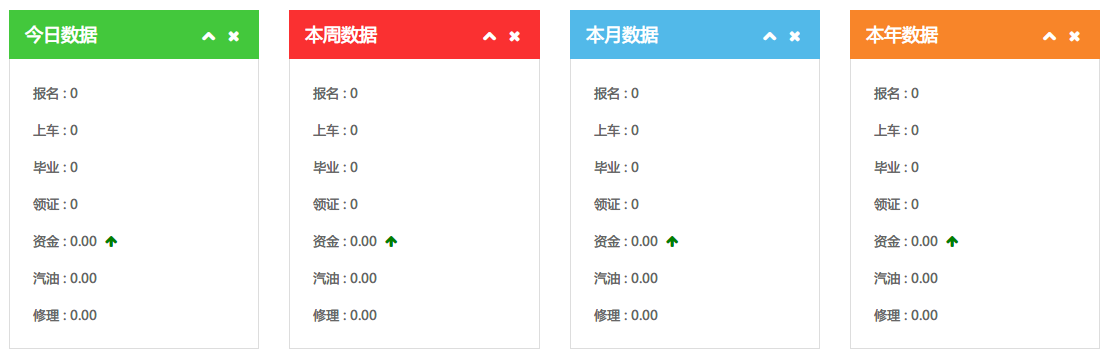 今日数据
报名 : 0
上车 : 0
毕业 : 0
领证 : 0
资金 : 0.00
汽油 : 0.00
修理 : 0.00
本周数据
报名 : 0
上车 : 0
毕业 : 0
领证 : 0
资金 : 0.00
汽油 : 0.00
修理 : 0.00
本月数据
报名 : 0
上车 : 0
毕业 : 0
领证 : 0
资金 : 0.00
汽油 : 0.00
修理 : 0.00
本年数据
报名 : 0
上车 : 0
毕业 : 0
领证 : 0
资金 : 0.00
汽油 : 0.00
修理 : 0.00